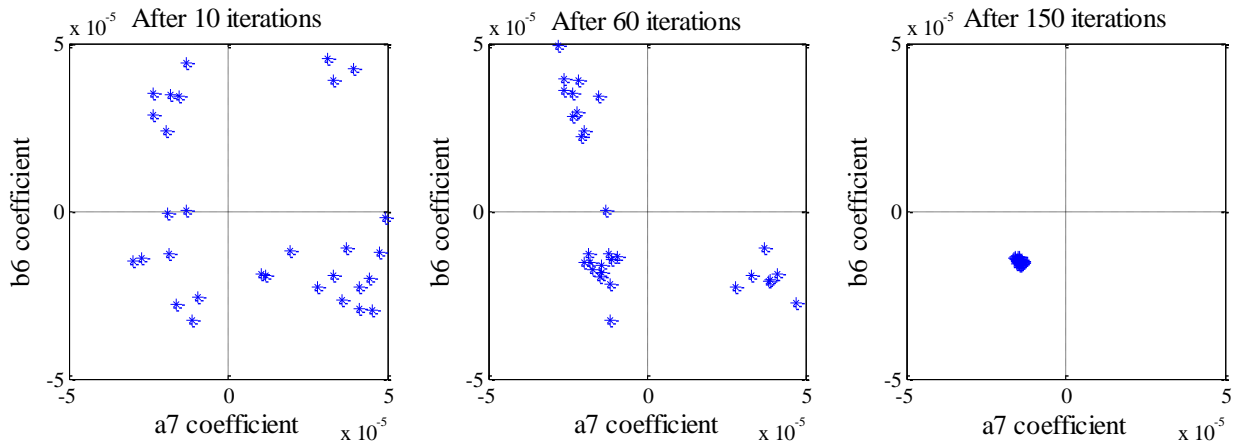 x 10⁻⁵ After 10 iterations
5
0
-5
-5 0 5
b6 coefficient
a7 coefficient
x 10⁻⁵
x 10⁻⁵ After 60 iterations
5
0
-5
-5 0 5
b6 coefficient
a7 coefficient
x 10⁻⁵
x 10⁻⁵ After 150 iterations
5
0
-5
-5 0 5
b6 coefficient
a7 coefficient
x 10⁻⁵